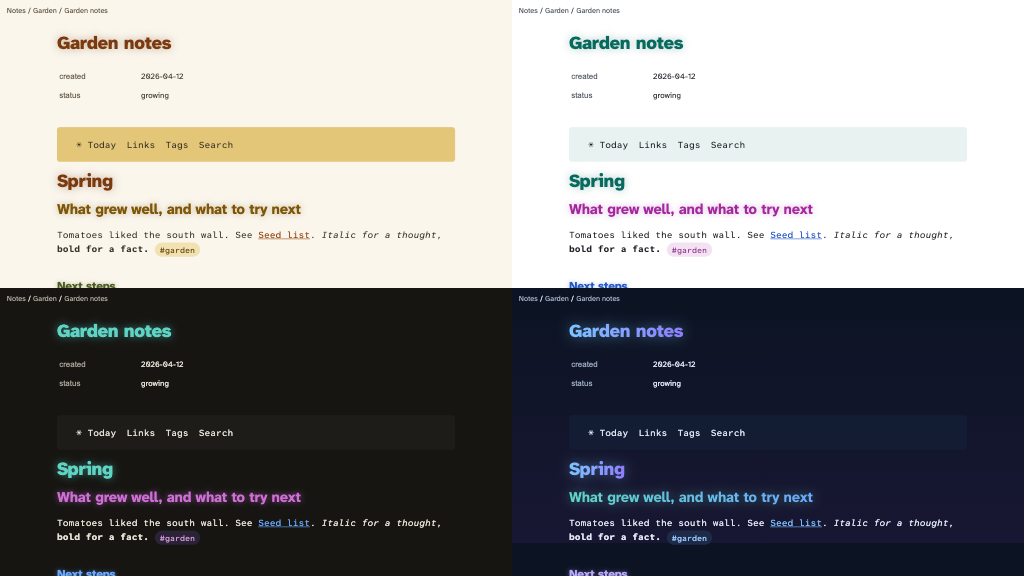 Notes / Garden / Garden notes
Garden notes
created 2026-04-12
status growing
☀ Today Links Tags Search
Spring
What grew well, and what to try next
Tomatoes liked the south wall. See Seed list. Italic for a thought,
bold for a fact. #garden
Next steps
Notes / Garden / Garden notes
Garden notes
created 2026-04-12
status growing
☀ Today Links Tags Search
Spring
What grew well, and what to try next
Tomatoes liked the south wall. See Seed list. Italic for a thought,
bold for a fact. #garden
Next steps
Notes / Garden / Garden notes
Garden notes
created 2026-04-12
status growing
☀ Today Links Tags Search
Spring
What grew well, and what to try next
Tomatoes liked the south wall. See Seed list. Italic for a thought,
bold for a fact. #garden
Next steps
Notes / Garden / Garden notes
Garden notes
created 2026-04-12
status growing
☀ Today Links Tags Search
Spring
What grew well, and what to try next
Tomatoes liked the south wall. See Seed list. Italic for a thought,
bold for a fact. #garden
Next steps